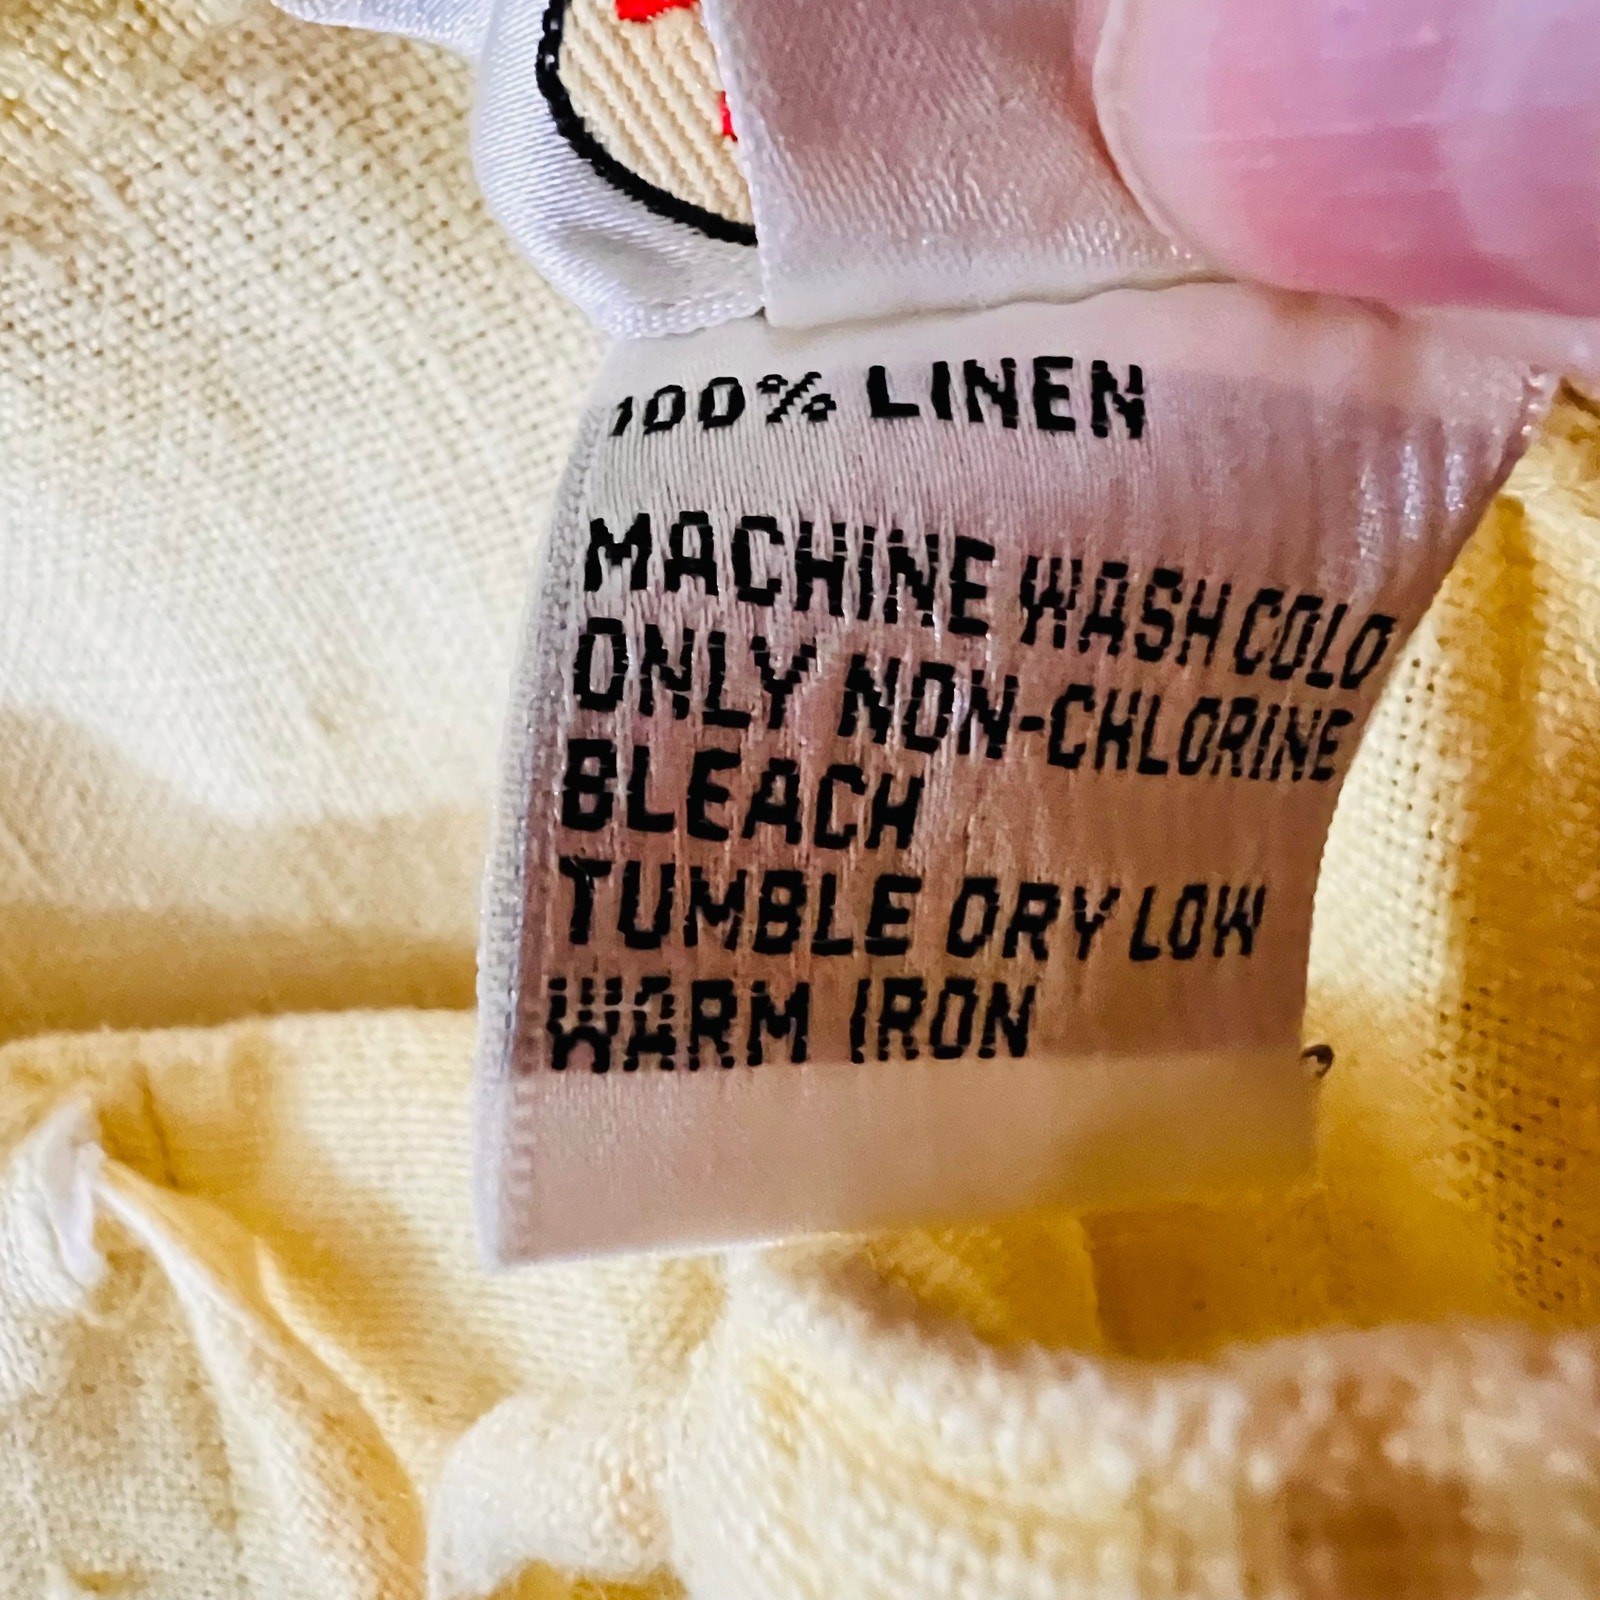 100% LINEN
MACHINE WASH COLD
ONLY NON-CHLORINE
BLEACH
TUMBLE DRY LOW
WARM IRON